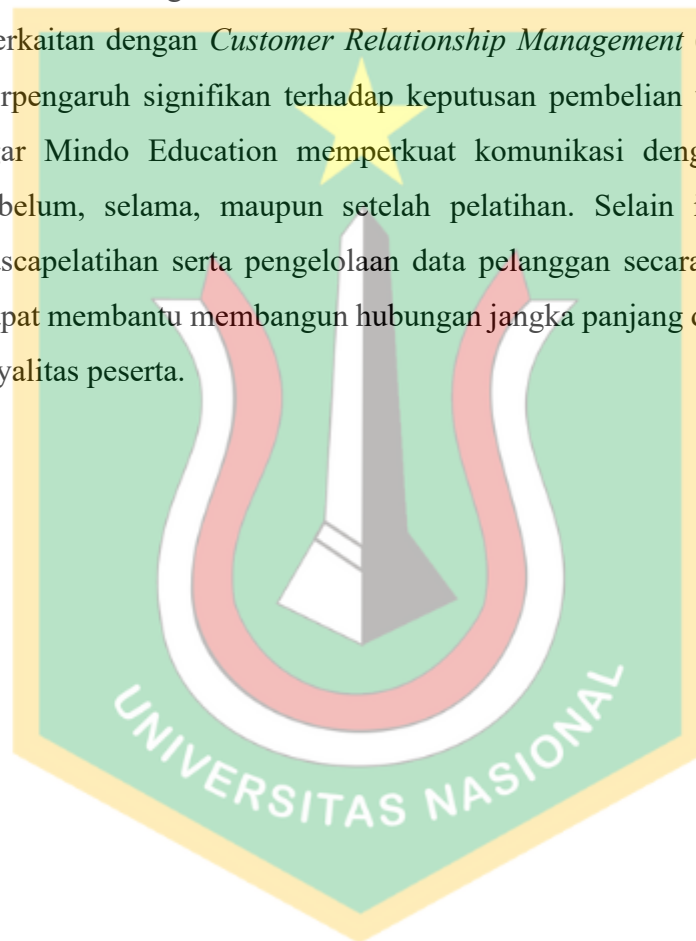 erkaitan dengan Customer Relationship Management
rpengaruh signifikan terhadap keputusan pembelian
ar Mindo Education memperkuat komunikasi deng
belum, selama, maupun setelah pelatihan. Selain
scapelatihan serta pengelolaan data pelanggan secara
pat membantu membangun hubungan jangka panjang
yalitas peserta.
UNIVERSITAS NASIONAL